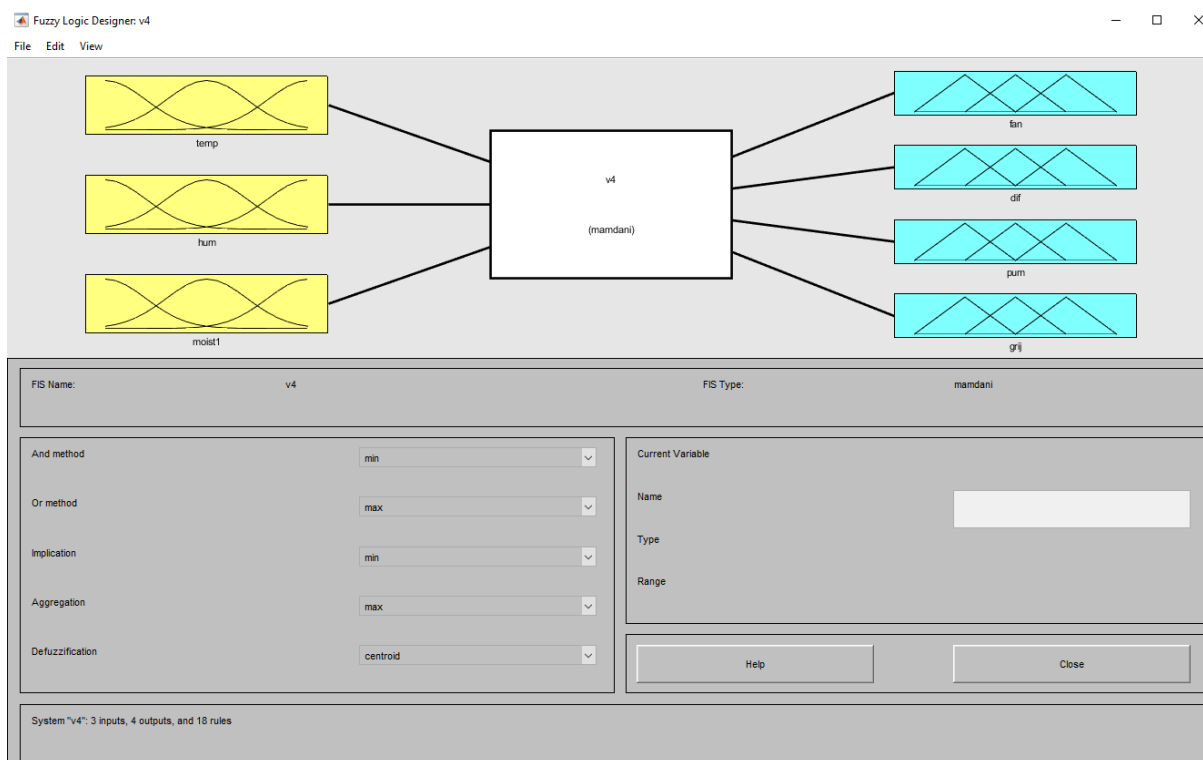 Fuzzy Logic Designer: v4
File Edit View
temp
hum
moist1
v4
(mamdani)
fan
dif
pum
grij
FIS Name: v4 FIS Type: mamdani
And method min
Or method max
Implication min
Aggregation max
Defuzzification centroid
Current Variable
Name
Type
Range
Help Close
System "v4": 3 inputs, 4 outputs, and 18 rules